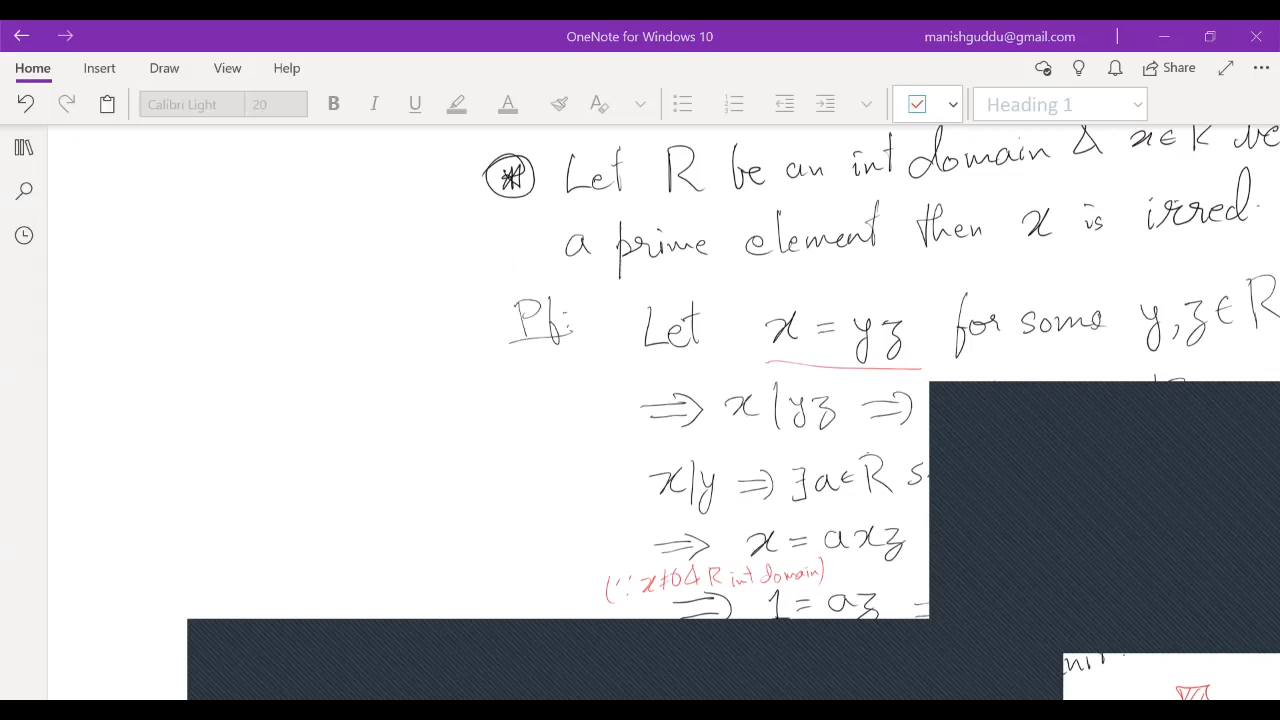 OneNote for Windows 10
manishguddu@gmail.com
Home Insert Draw View Help
Share
Calibri Light 20 B I U A Heading 1
Let R be an int domain & x∈R be
a prime element then x is irred.
Pf: Let x = yz for some y, z ∈ R
⇒ x | yz ⇒
x|y ⇒ ∃ a ∈ R s
⇒ x = axz
(∵ x≠0 & R int domain)
⇒ 1 = az =